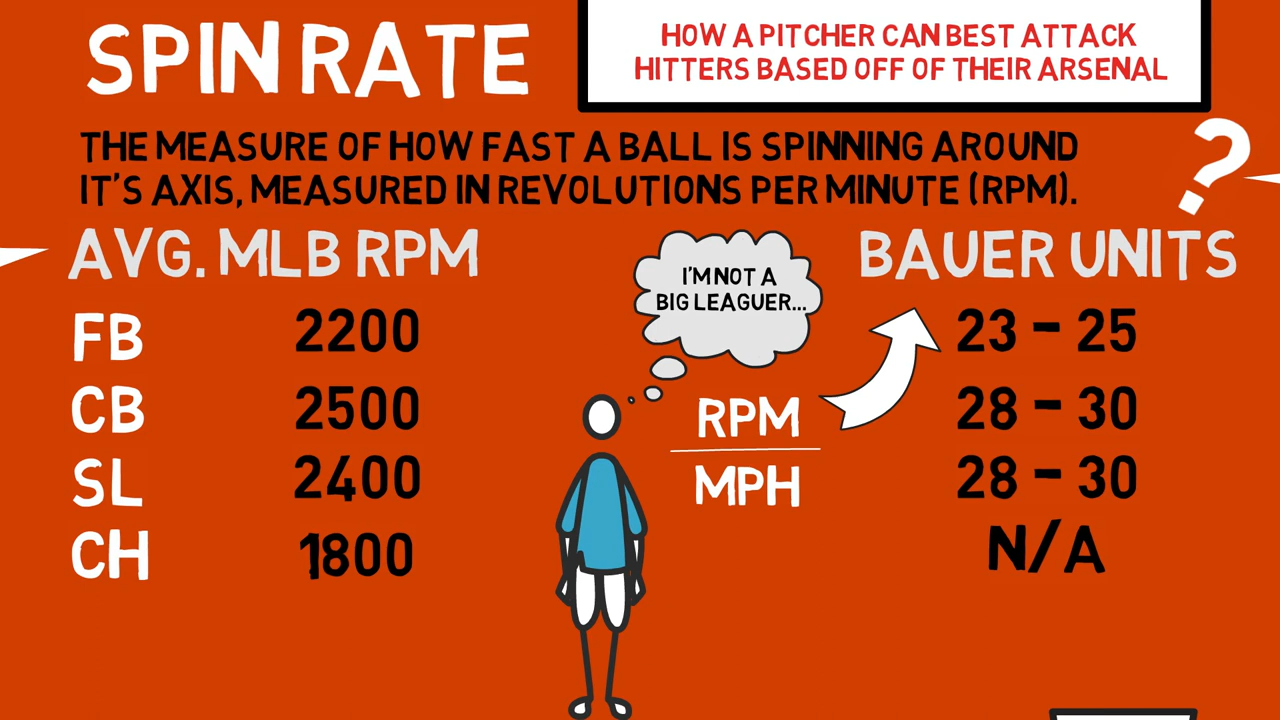 SPIN RATE
HOW A PITCHER CAN BEST ATTACK
HITTERS BASED OFF OF THEIR ARSENAL
THE MEASURE OF HOW FAST A BALL IS SPINNING AROUND
IT'S AXIS, MEASURED IN REVOLUTIONS PER MINUTE (RPM).
?
AVG. MLB RPM
BAUER UNITS
I'M NOT A
BIG LEAGUER...
FB 2200 23 - 25
CB 2500 28 - 30
RPM
MPH
SL 2400 28 - 30
CH 1800 N/A